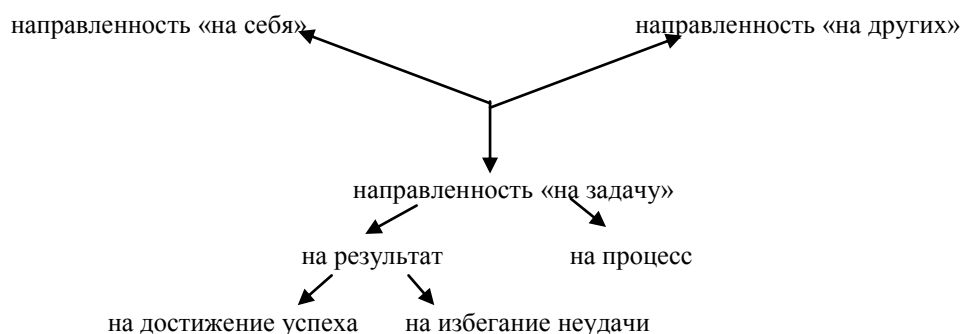 направленность «на себя»
направленность «на других»
направленность «на задачу»
на результат
на процесс
на достижение успеха
на избегание неудачи